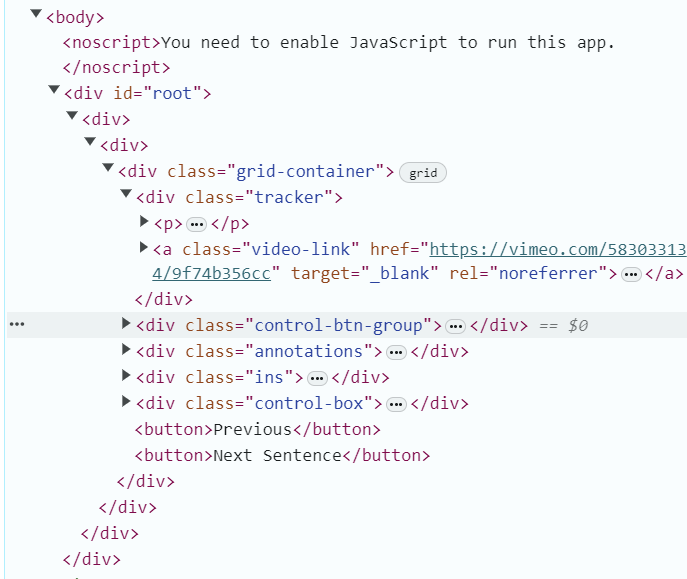 <body>
<noscript>You need to enable JavaScript to run this app.
</noscript>
<div id="root">
<div>
<div>
<div class="grid-container"> grid
<div class="tracker">
<p>…</p>
<a class="video-link" href="https://vimeo.com/58303313
4/9f74b356cc" target="_blank" rel="noreferrer">…</a>
</div>
… <div class="control-btn-group">…</div> == $0
<div class="annotations">…</div>
<div class="ins">…</div>
<div class="control-box">…</div>
<button>Previous</button>
<button>Next Sentence</button>
</div>
</div>
</div>
</div>